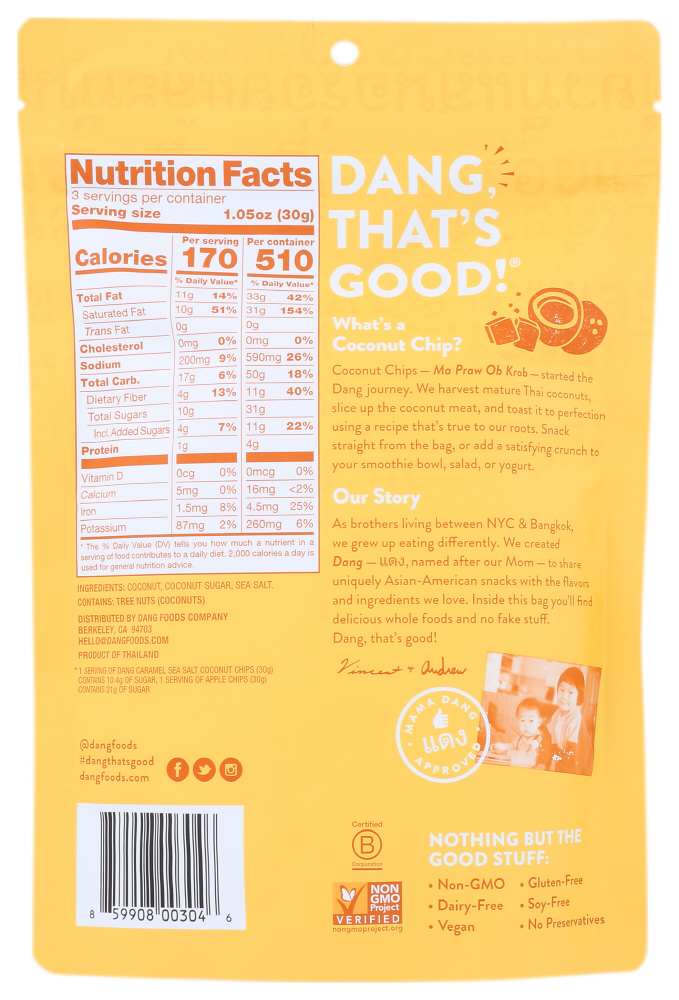 Nutrition Facts
3 servings per container
Serving size 1.05oz (30g)
Calories
Per serving 170
Per container 510
% Daily Value* % Daily Value*
Total Fat 11g 14% 33g 42%
Saturated Fat 10g 51% 31g 154%
Trans Fat 0g 0g
Cholesterol 0mg 0% 0mg 0%
Sodium 200mg 9% 590mg 26%
Total Carb. 17g 6% 50g 18%
Dietary Fiber 4g 13% 11g 40%
Total Sugars 10g 31g
Incl. Added Sugars 4g 7% 11g 22%
Protein 1g 4g
Vitamin D 0cg 0% 0mcg 0%
Calcium 5mg 0% 16mg <2%
Iron 1.5mg 8% 4.5mg 25%
Potassium 87mg 2% 260mg 6%
* The % Daily Value (DV) tells you how much a nutrient in a
serving of food contributes to a daily diet. 2,000 calories a day is
used for general nutrition advice.
INGREDIENTS: COCONUT, COCONUT SUGAR, SEA SALT.
CONTAINS: TREE NUTS (COCONUTS)
DISTRIBUTED BY DANG FOODS COMPANY
BERKELEY, CA 94703
HELLO@DANGFOODS.COM
PRODUCT OF THAILAND
*1 SERVING OF DANG CARAMEL SEA SALT COCONUT CHIPS (30g)
CONTAINS 10.4g OF SUGAR, 1 SERVING OF APPLE CHIPS (30g)
CONTAINS 21g OF SUGAR
@dangfoods
#dangthatsgood
dangfoods.com
8 59908 00304 6
DANG,
THAT'S
GOOD!®
What's a
Coconut Chip?
Coconut Chips — Ma Praw Ob Krob — started the
Dang journey. We harvest mature Thai coconuts,
slice up the coconut meat, and toast it to perfection
using a recipe that's true to our roots. Snack
straight from the bag, or add a satisfying crunch to
your smoothie bowl, salad, or yogurt.
Our Story
As brothers living between NYC & Bangkok,
we grew up eating differently. We created
Dang — แดง, named after our Mom — to share
uniquely Asian-American snacks with the flavors
and ingredients we love. Inside this bag you'll find
delicious whole foods and no fake stuff.
Dang, that's good!
Vincent + Andrew
MAMA DANG
แดง
APPROVED
Certified
B
Corporation
NON
GMO
Project
VERIFIED
nongmoproject.org
NOTHING BUT THE
GOOD STUFF:
• Non-GMO • Gluten-Free
• Dairy-Free • Soy-Free
• Vegan • No Preservatives